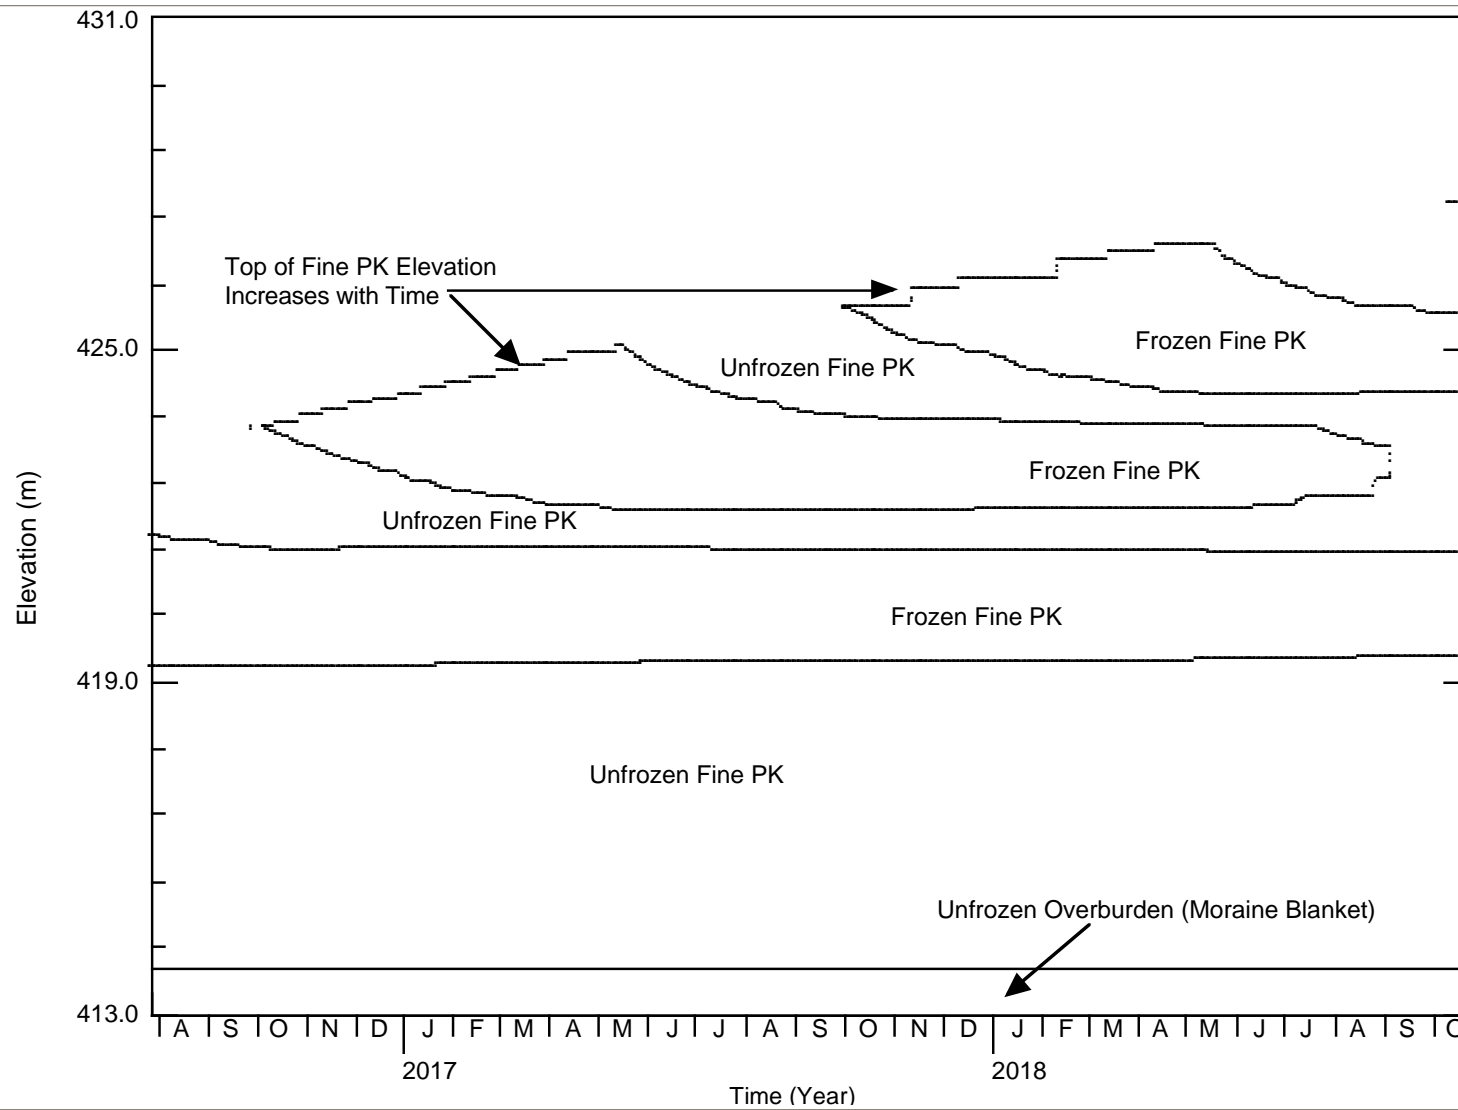 431.0
Top of Fine PK Elevation
Increases with Time
Frozen Fine PK
425.0
Unfrozen Fine PK
Frozen Fine PK
Unfrozen Fine PK
Elevation (m)
Frozen Fine PK
419.0
Unfrozen Fine PK
Unfrozen Overburden (Moraine Blanket)
413.0
A S O N D J F M A M J J A S O N D J F M A M J J A S O
2017 2018
Time (Year)